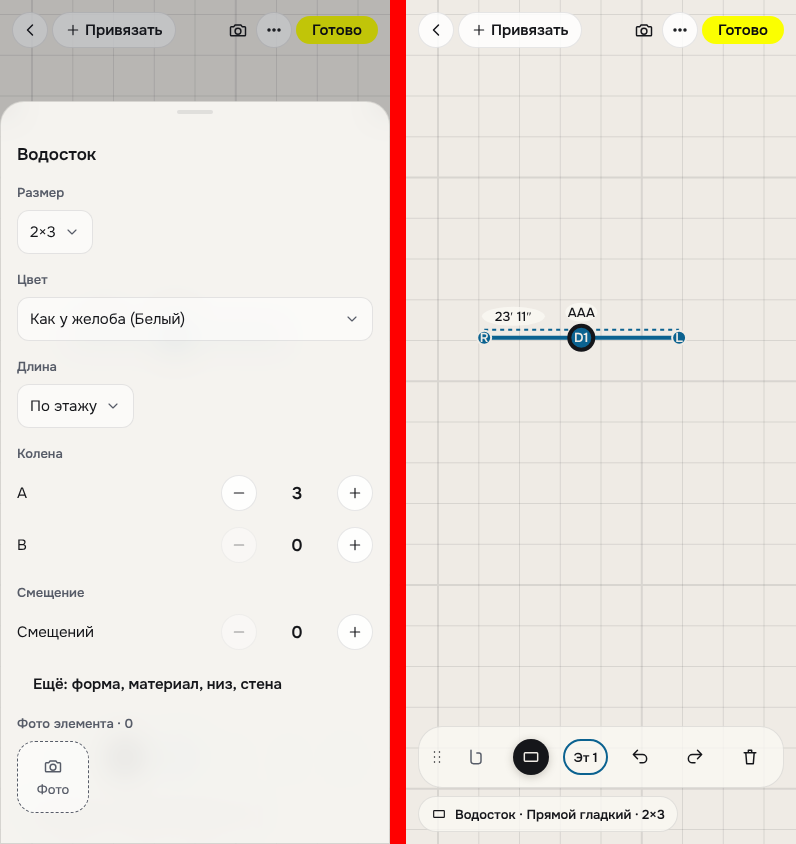 Привязать
Готово
Водосток
Размер
2×3
Цвет
Как у желоба (Белый)
Длина
По этажу
Колена
A 3
B 0
Смещение
Смещений 0
Ещё: форма, материал, низ, стена
Фото элемента · 0
Фото
Привязать
Готово
23′ 11″
AAA
R
D1
L
Эт 1
Водосток · Прямой гладкий · 2×3